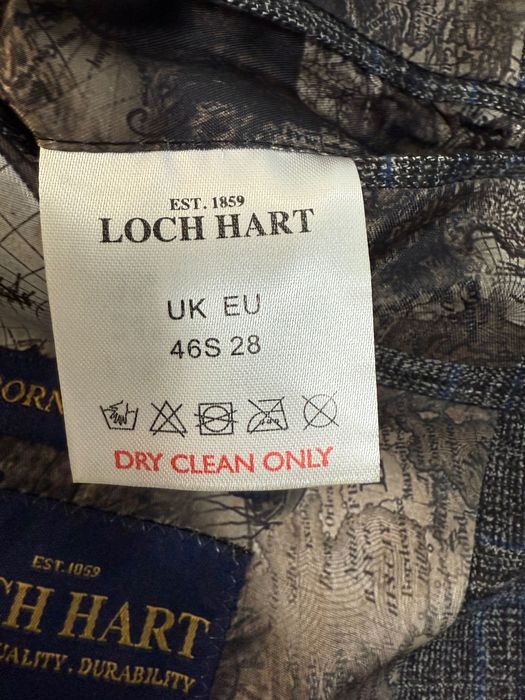 EST. 1859
LOCH HART
UK EU
46S 28
DRY CLEAN ONLY
ORN
EST.1859
CH HART
UALITY. DURABILITY